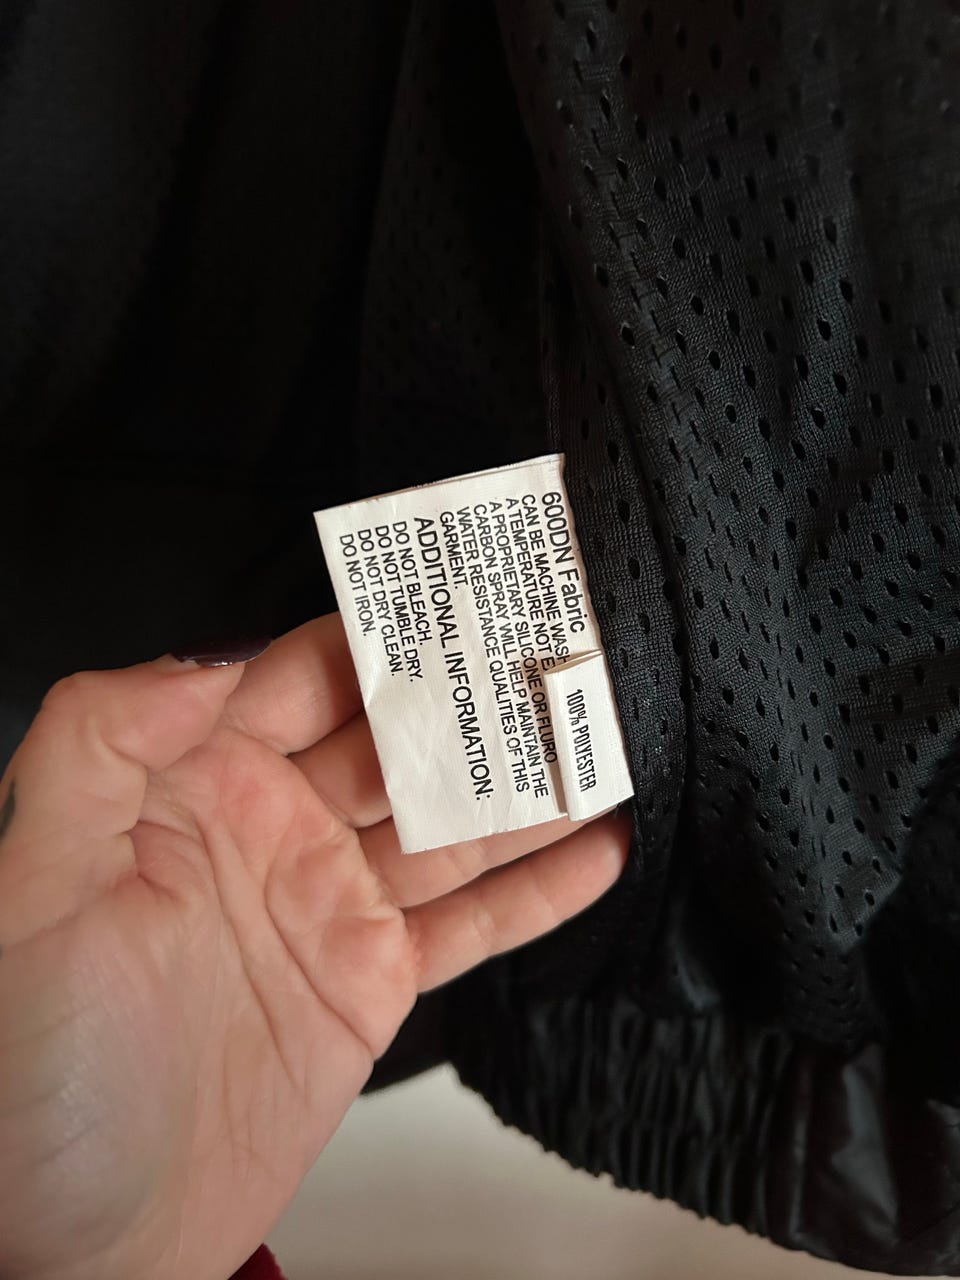 600DN Fabric
CAN BE MACHINE WASH
A TEMPERATURE NOT
A PROPRIETARY SILICONE OR FLURO
CARBON SPRAY WILL HELP MAINTAIN THE
WATER RESISTANCE QUALITIES OF THIS
GARMENT.
ADDITIONAL INFORMATION:
DO NOT BLEACH.
DO NOT TUMBLE DRY.
DO NOT DRY CLEAN.
DO NOT IRON.
100% POLYESTER